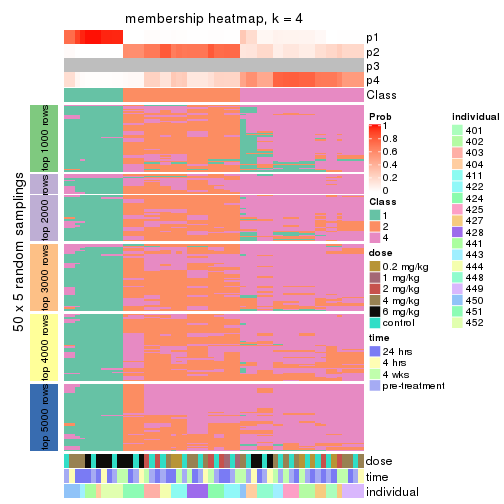 membership heatmap, k = 4
p1
p2
p3
p4
Class
50 x 5 random samplings
top 1000 rows
top 2000 rows
top 3000 rows
top 4000 rows
top 5000 rows
dose
time
individual
Prob
1
0.8
0.6
0.4
0.2
0
Class
1
2
4
dose
0.2 mg/kg
1 mg/kg
2 mg/kg
4 mg/kg
6 mg/kg
control
time
24 hrs
4 hrs
4 wks
pre-treatment
individual
401
402
403
404
411
422
424
425
427
428
441
443
444
448
449
450
451
452